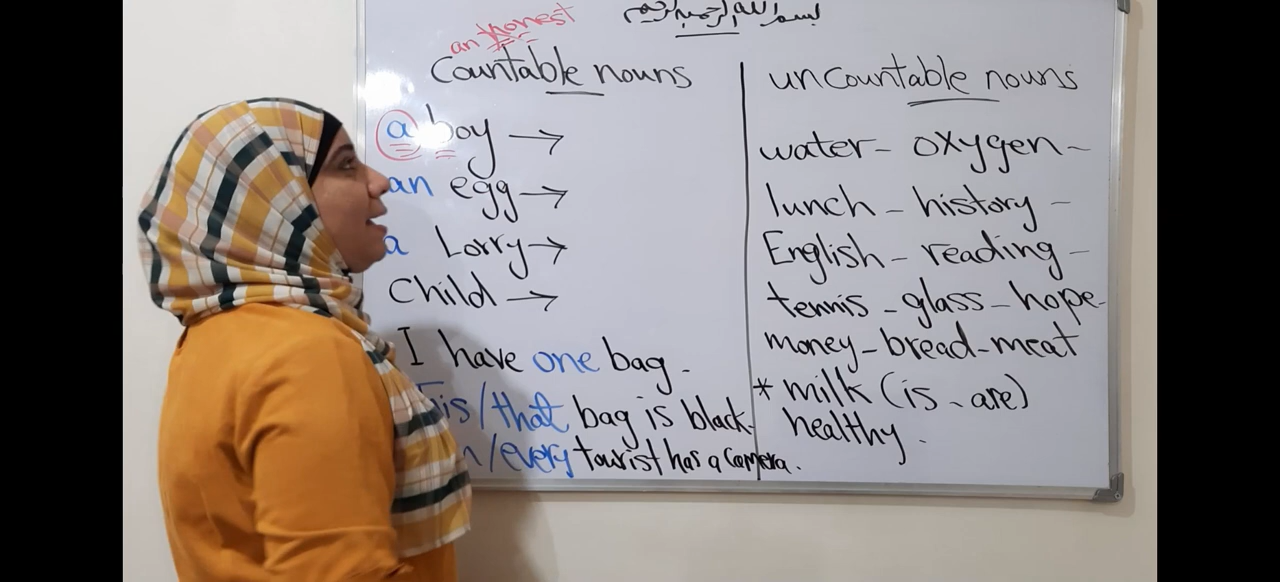 بسم الله الرحمن الرحيم
an honest
Countable nouns
a boy →
an egg →
a Lorry →
Child →
I have one bag.
is/that bag is black.
/every tourist has a camera.
uncountable nouns
water - oxygen -
lunch - history -
English - reading -
tennis - glass - hope -
money - bread - meat
* milk (is, are)
healthy.